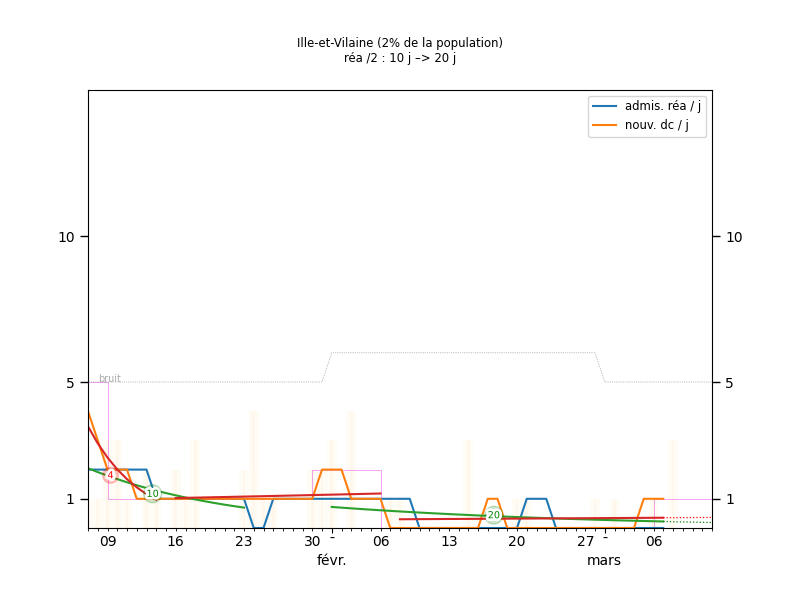 Ille-et-Vilaine (2% de la population)
réa /2 : 10 j –> 20 j
admis. réa / j
nouv. dc / j
10
10
bruit
5
5
4
10
20
1
1
09
16
23
30
-
06
13
20
27
-
06
févr.
mars